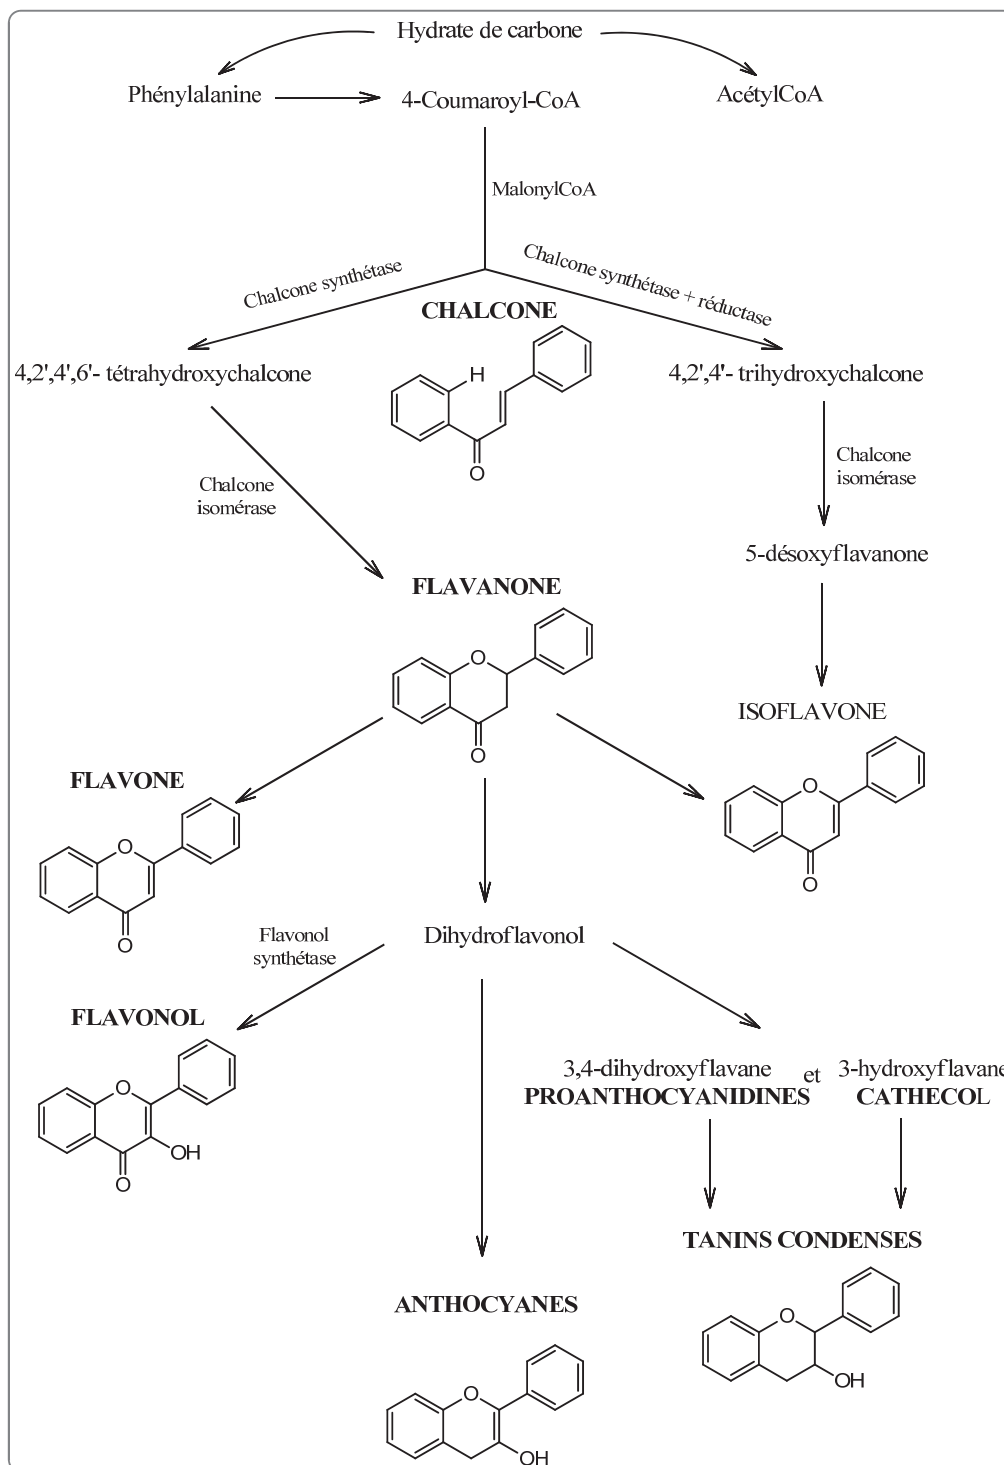 Hydrate de carbone
Phénylalanine
4-Coumaroyl-CoA
AcétylCoA
MalonylCoA
Chalcone synthétase
Chalcone synthétase + réductase
CHALCONE
4,2',4',6'- tétrahydroxychalcone
4,2',4'- trihydroxychalcone
H
O
Chalcone
isomérase
Chalcone
isomérase
5-désoxyflavanone
FLAVANONE
O
O
ISOFLAVONE
O
O
FLAVONE
O
O
Dihydroflavonol
Flavonol
synthétase
FLAVONOL
O
OH
O
3,4-dihydroxyflavane et 3-hydroxyflavane
PROANTHOCYANIDINES CATHECOL
TANINS CONDENSES
O
OH
ANTHOCYANES
O
OH